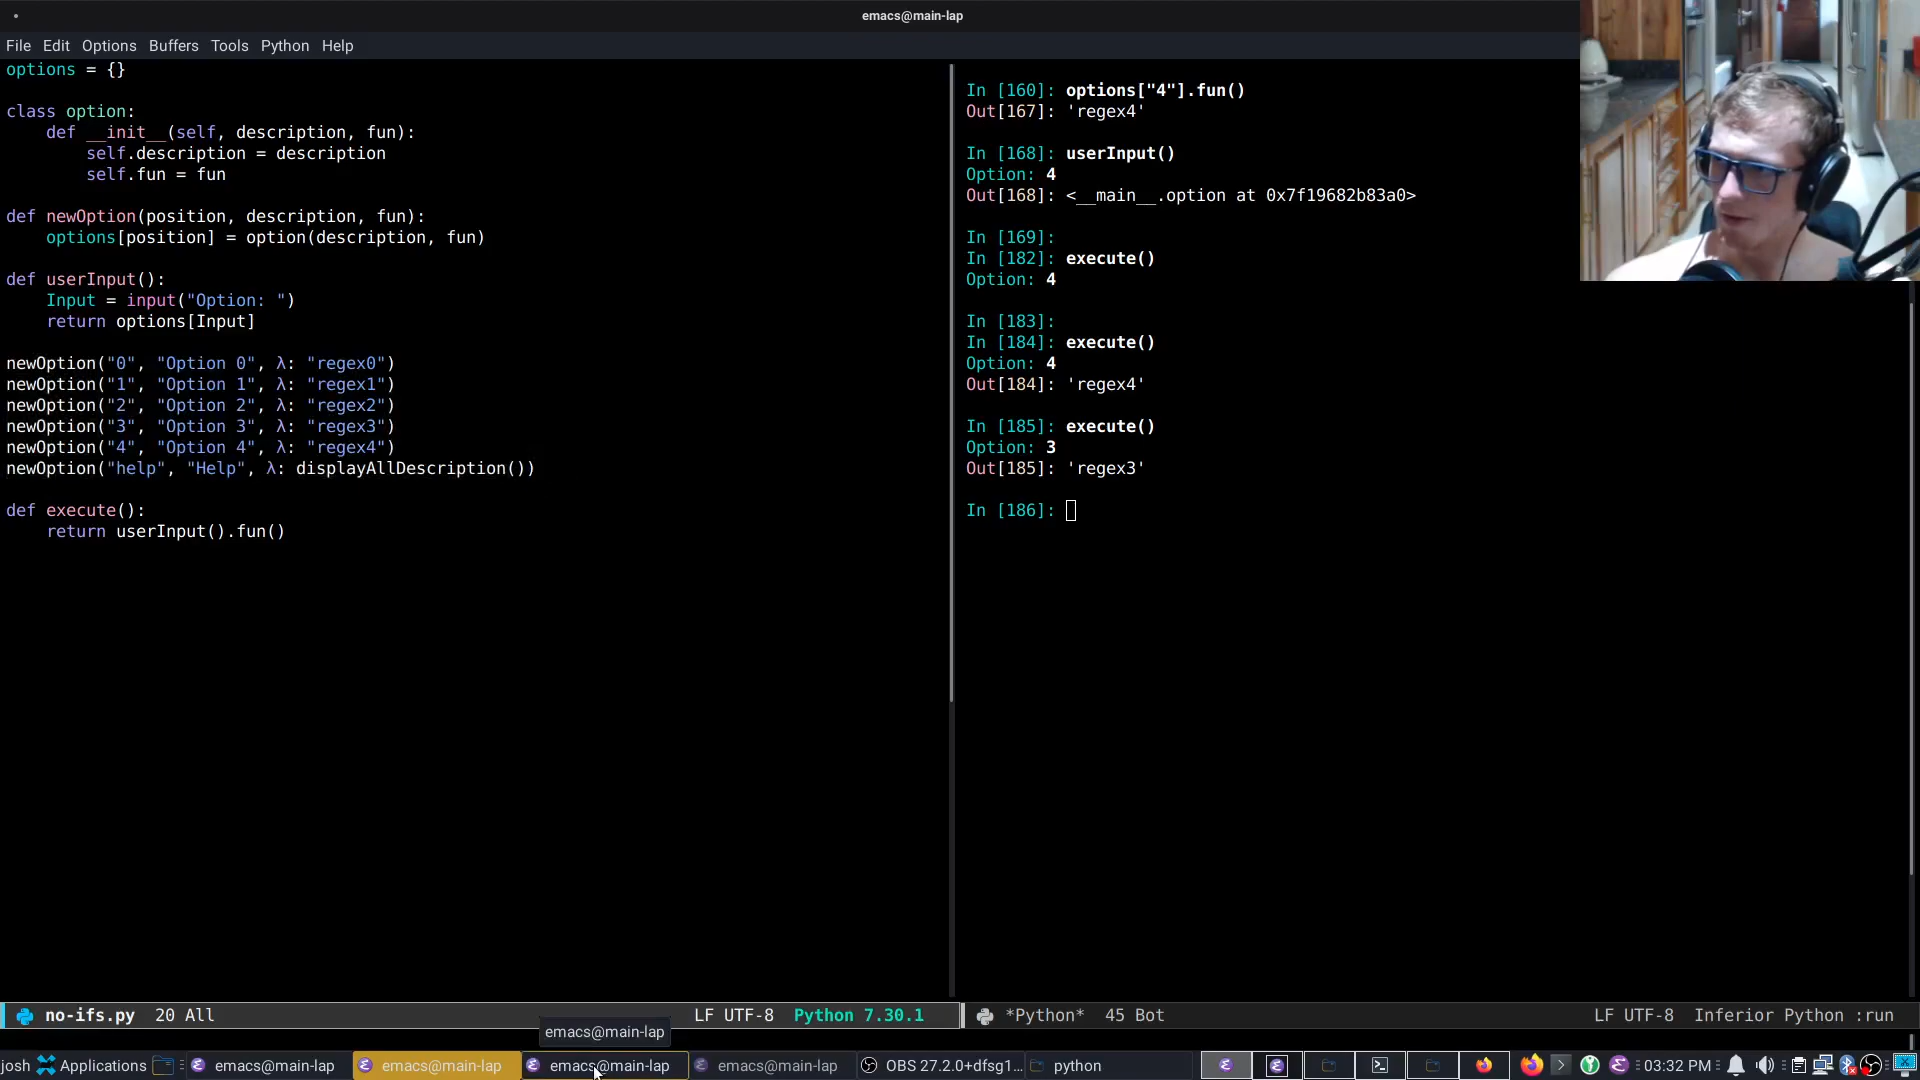 emacs@main-lap
File Edit Options Buffers Tools Python Help
options = {}
class option:
def __init__(self, description, fun):
self.description = description
self.fun = fun
def newOption(position, description, fun):
options[position] = option(description, fun)
def userInput():
Input = input("Option: ")
return options[Input]
newOption("0", "Option 0", λ: "regex0")
newOption("1", "Option 1", λ: "regex1")
newOption("2", "Option 2", λ: "regex2")
newOption("3", "Option 3", λ: "regex3")
newOption("4", "Option 4", λ: "regex4")
newOption("help", "Help", λ: displayAllDescription())
def execute():
return userInput().fun()
In [160]: options["4"].fun()
Out[167]: 'regex4'
In [168]: userInput()
Option: 4
Out[168]: <__main__.option at 0x7f19682b83a0>
In [169]:
In [182]: execute()
Option: 4
In [183]:
In [184]: execute()
Option: 4
Out[184]: 'regex4'
In [185]: execute()
Option: 3
Out[185]: 'regex3'
In [186]:
no-ifs.py 20 All LF UTF-8 Python 7.30.1
*Python* 45 Bot LF UTF-8 Inferior Python :run
emacs@main-lap
josh Applications emacs@main-lap emacs@main-lap emacs@main-lap emacs@main-lap OBS 27.2.0+dfsg1... python 03:32 PM